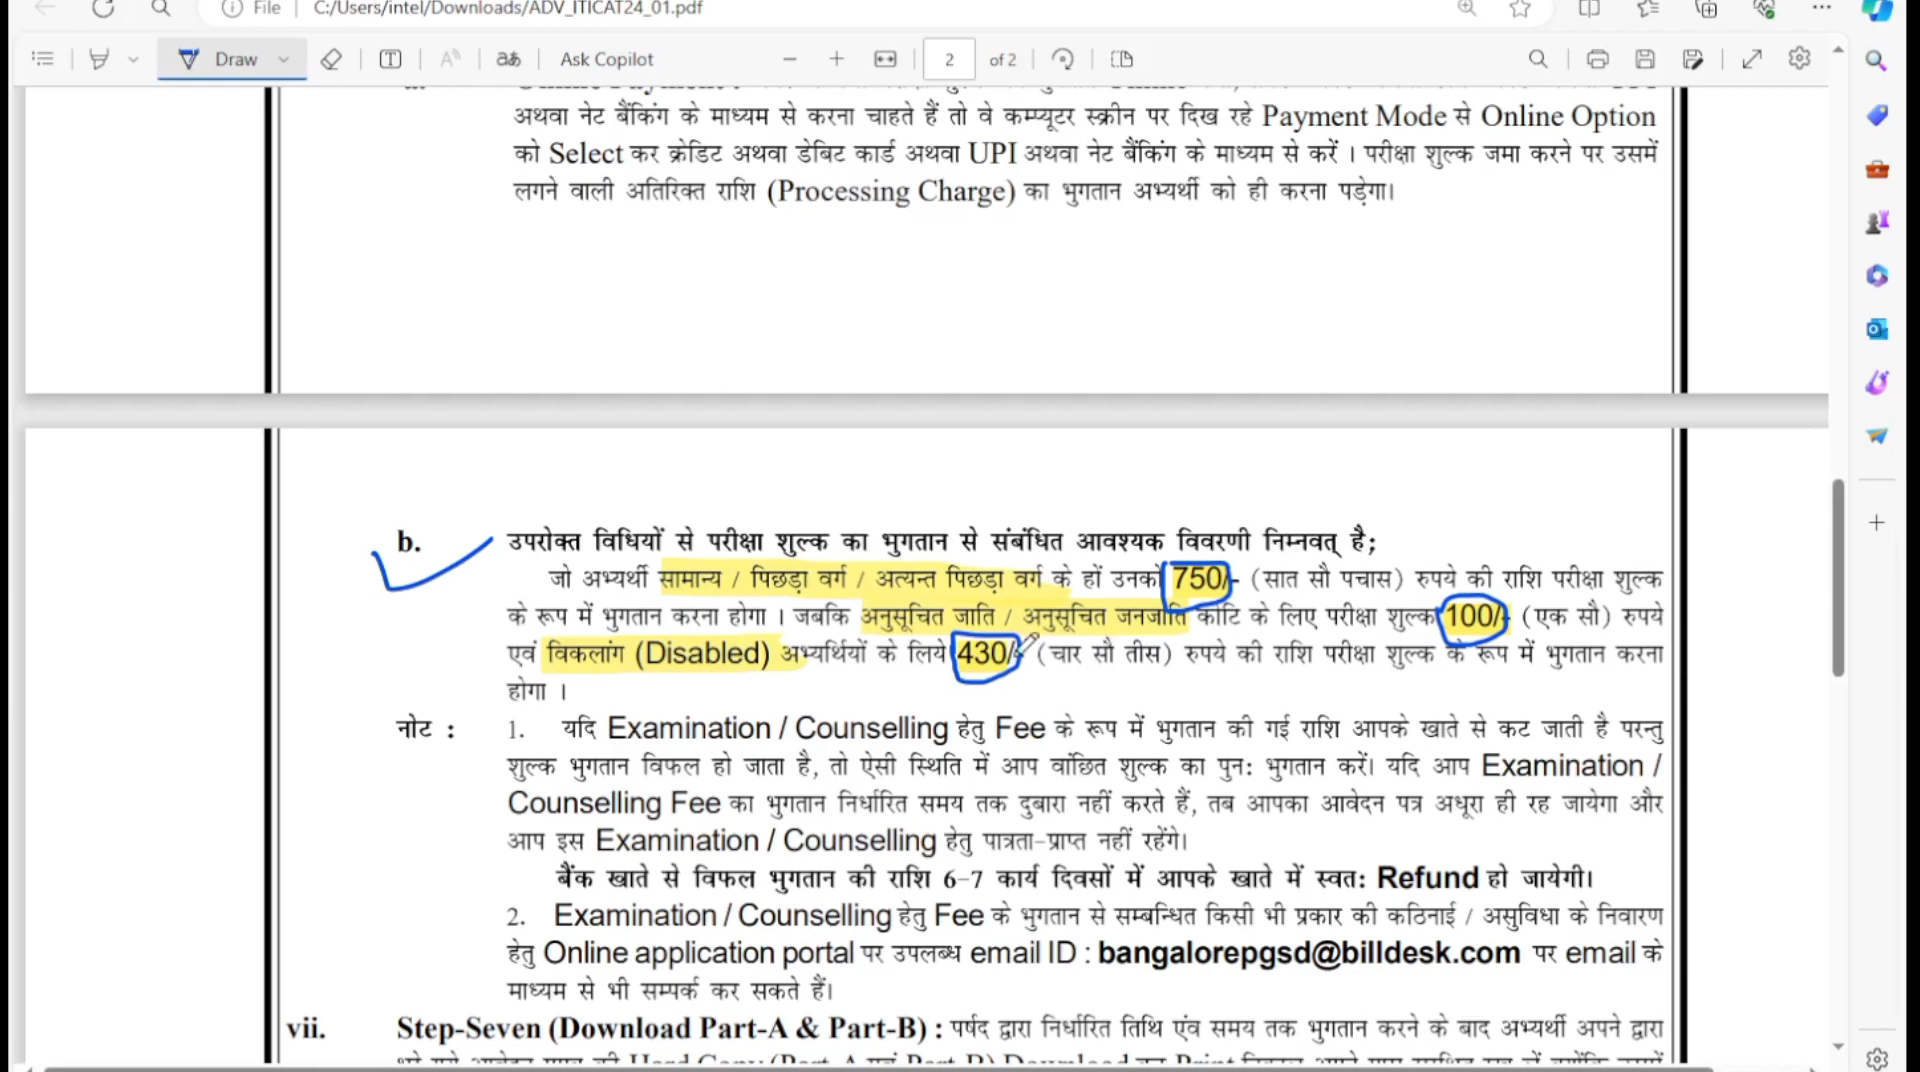 File
C:/Users/intel/Downloads/ADV_ITICAT24_01.pdf
Draw
Ask Copilot
2 of 2
अथवा नेट बैंकिंग के माध्यम से करना चाहते हैं तो वे कम्प्यूटर स्क्रीन पर दिख रहे Payment Mode से Online Option
को Select कर क्रेडिट अथवा डेबिट कार्ड अथवा UPI अथवा नेट बैंकिंग के माध्यम से करें । परीक्षा शुल्क जमा करने पर उसमें
लगने वाली अतिरिक्त राशि (Processing Charge) का भुगतान अभ्यर्थी को ही करना पड़ेगा।
b. उपरोक्त विधियों से परीक्षा शुल्क का भुगतान से संबंधित आवश्यक विवरणी निम्नवत् है;
जो अभ्यर्थी सामान्य / पिछड़ा वर्ग / अत्यन्त पिछड़ा वर्ग के हों उनको 750/- (सात सौ पचास) रुपये की राशि परीक्षा शुल्क
के रूप में भुगतान करना होगा । जबकि अनुसूचित जाति / अनुसूचित जनजाति कोटि के लिए परीक्षा शुल्क 100/- (एक सौ) रुपये
एवं विकलांग (Disabled) अभ्यर्थियों के लिये 430/- (चार सौ तीस) रुपये की राशि परीक्षा शुल्क के रूप में भुगतान करना
होगा ।
नोट : 1. यदि Examination / Counselling हेतु Fee के रूप में भुगतान की गई राशि आपके खाते से कट जाती है परन्तु
शुल्क भुगतान विफल हो जाता है, तो ऐसी स्थिति में आप वांछित शुल्क का पुन: भुगतान करें। यदि आप Examination /
Counselling Fee का भुगतान निर्धारित समय तक दुबारा नहीं करते हैं, तब आपका आवेदन पत्र अधूरा ही रह जायेगा और
आप इस Examination / Counselling हेतु पात्रता-प्राप्त नहीं रहेंगे।
बैंक खाते से विफल भुगतान की राशि 6-7 कार्य दिवसों में आपके खाते में स्वत: Refund हो जायेगी।
2. Examination / Counselling हेतु Fee के भुगतान से सम्बन्धित किसी भी प्रकार की कठिनाई / असुविधा के निवारण
हेतु Online application portal पर उपलब्ध email ID : bangalorepgsd@billdesk.com पर email के
माध्यम से भी सम्पर्क कर सकते हैं।
vii. Step-Seven (Download Part-A & Part-B) : पर्षद द्वारा निर्धारित तिथि एंव समय तक भुगतान करने के बाद अभ्यर्थी अपने द्वारा